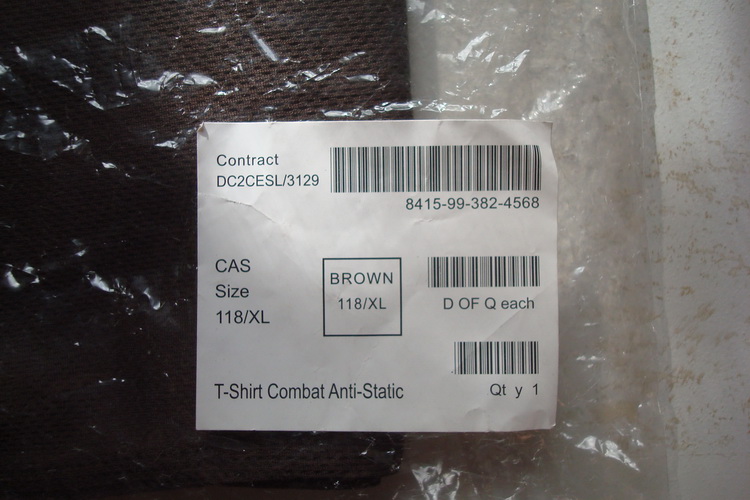 Contract
DC2CESL/3129
8415-99-382-4568
CAS
Size
118/XL
BROWN
118/XL
D OF Q each
T-Shirt Combat Anti-Static
Qt y 1